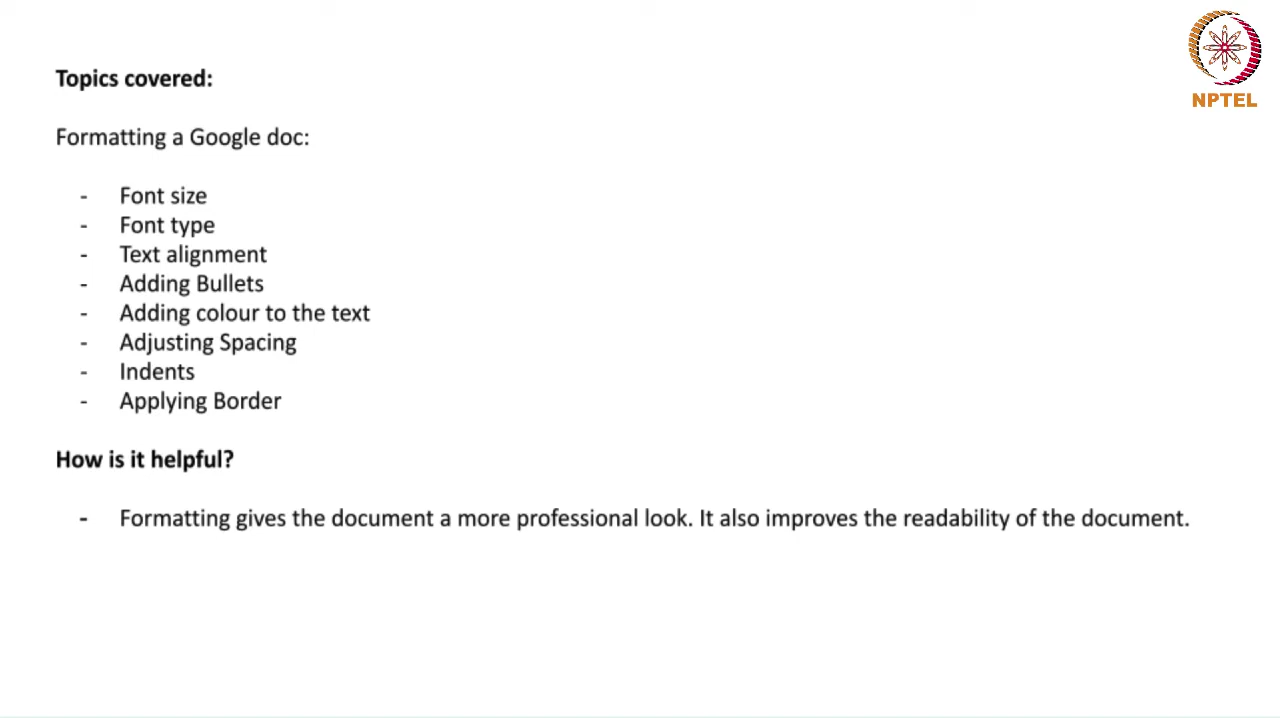 NPTEL
Topics covered:
Formatting a Google doc:
- Font size
- Font type
- Text alignment
- Adding Bullets
- Adding colour to the text
- Adjusting Spacing
- Indents
- Applying Border
How is it helpful?
- Formatting gives the document a more professional look. It also improves the readability of the document.